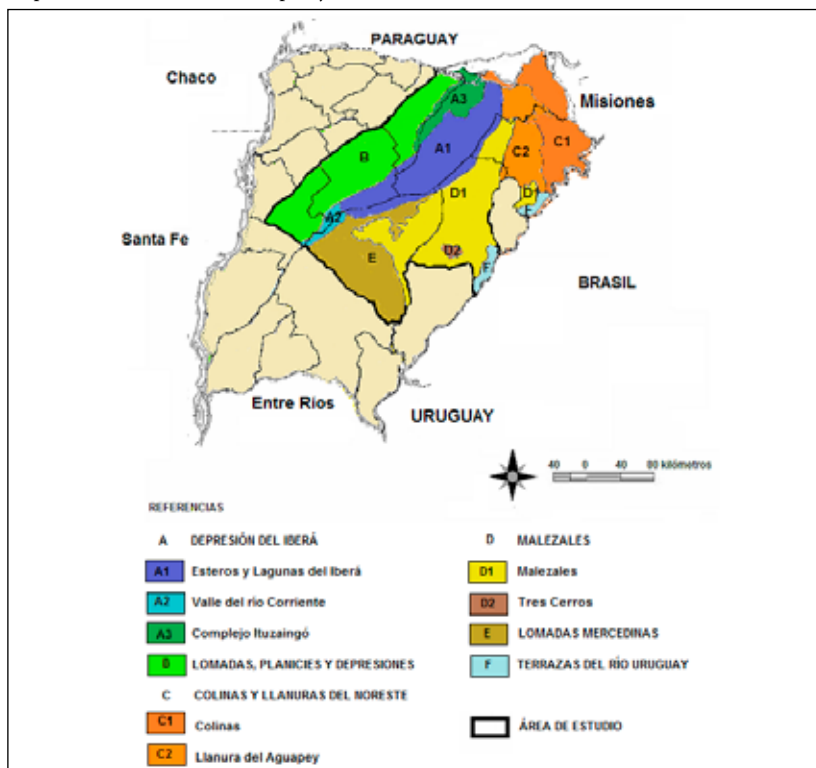 PARAGUAY
Chaco
Misiones
A3
A1
C1
C2
B
D1
D1
A2
F
Santa Fe
D2
E
F
BRASIL
Entre Ríos
URUGUAY
40 0 40 80 kilómetros
REFERENCIAS
A DEPRESIÓN DEL IBERÁ
D MALEZALES
A1 Esteros y Lagunas del Iberá
D1 Malezales
A2 Valle del río Corriente
D2 Tres Cerros
A3 Complejo Ituzaingó
E LOMADAS MERCEDINAS
B LOMADAS, PLANICIES Y DEPRESIONES
F TERRAZAS DEL RÍO URUGUAY
C COLINAS Y LLANURAS DEL NORESTE
C1 Colinas
ÁREA DE ESTUDIO
C2 Llanura del Aguapey